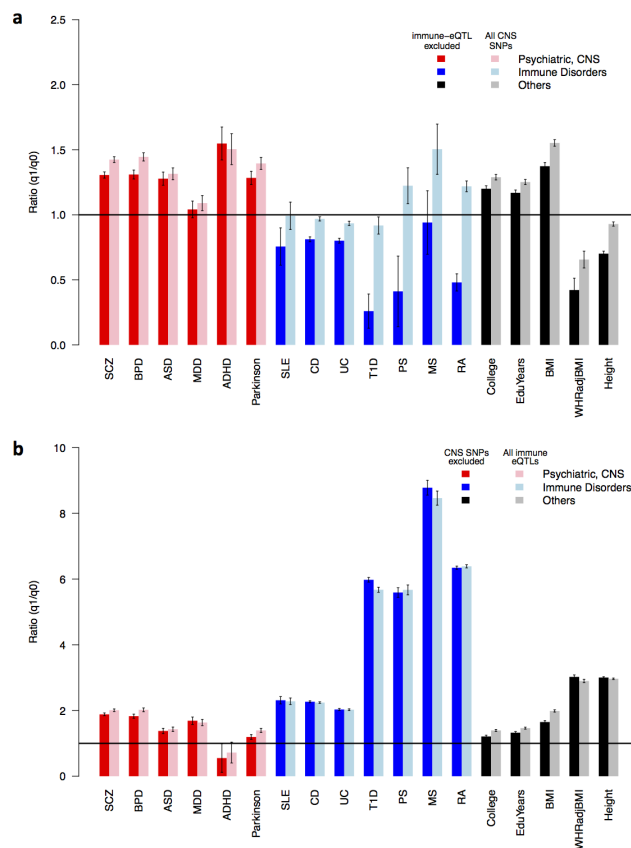 a
immune-eQTL excluded
All CNS SNPs
Psychiatric, CNS
Immune Disorders
Others
Ratio (q1/q0)
2.5
2.0
1.5
1.0
0.5
0.0
SCZ
BPD
ASD
MDD
ADHD
Parkinson
SLE
CD
UC
T1D
PS
MS
RA
College
EduYears
BMI
WHRadjBMI
Height
b
CNS SNPs excluded
All immune eQTLs
Psychiatric, CNS
Immune Disorders
Others
Ratio (q1/q0)
10
8
6
4
2
0
SCZ
BPD
ASD
MDD
ADHD
Parkinson
SLE
CD
UC
T1D
PS
MS
RA
College
EduYears
BMI
WHRadjBMI
Height